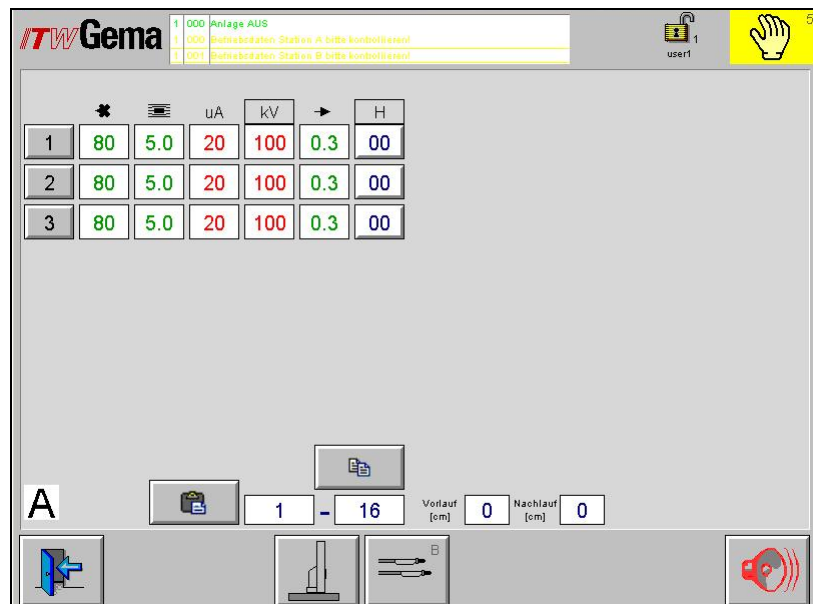 ITWGema
1 000 Anlage AUS
1 000 Betriebsdaten Station A bitte kontrollieren!
1 001 Betriebsdaten Station B bitte kontrollieren!
1
user1
5
uA kV H
1 80 5.0 20 100 0.3 00
2 80 5.0 20 100 0.3 00
3 80 5.0 20 100 0.3 00
A
1 - 16
Vorlauf [cm] 0 Nachlauf [cm] 0
B